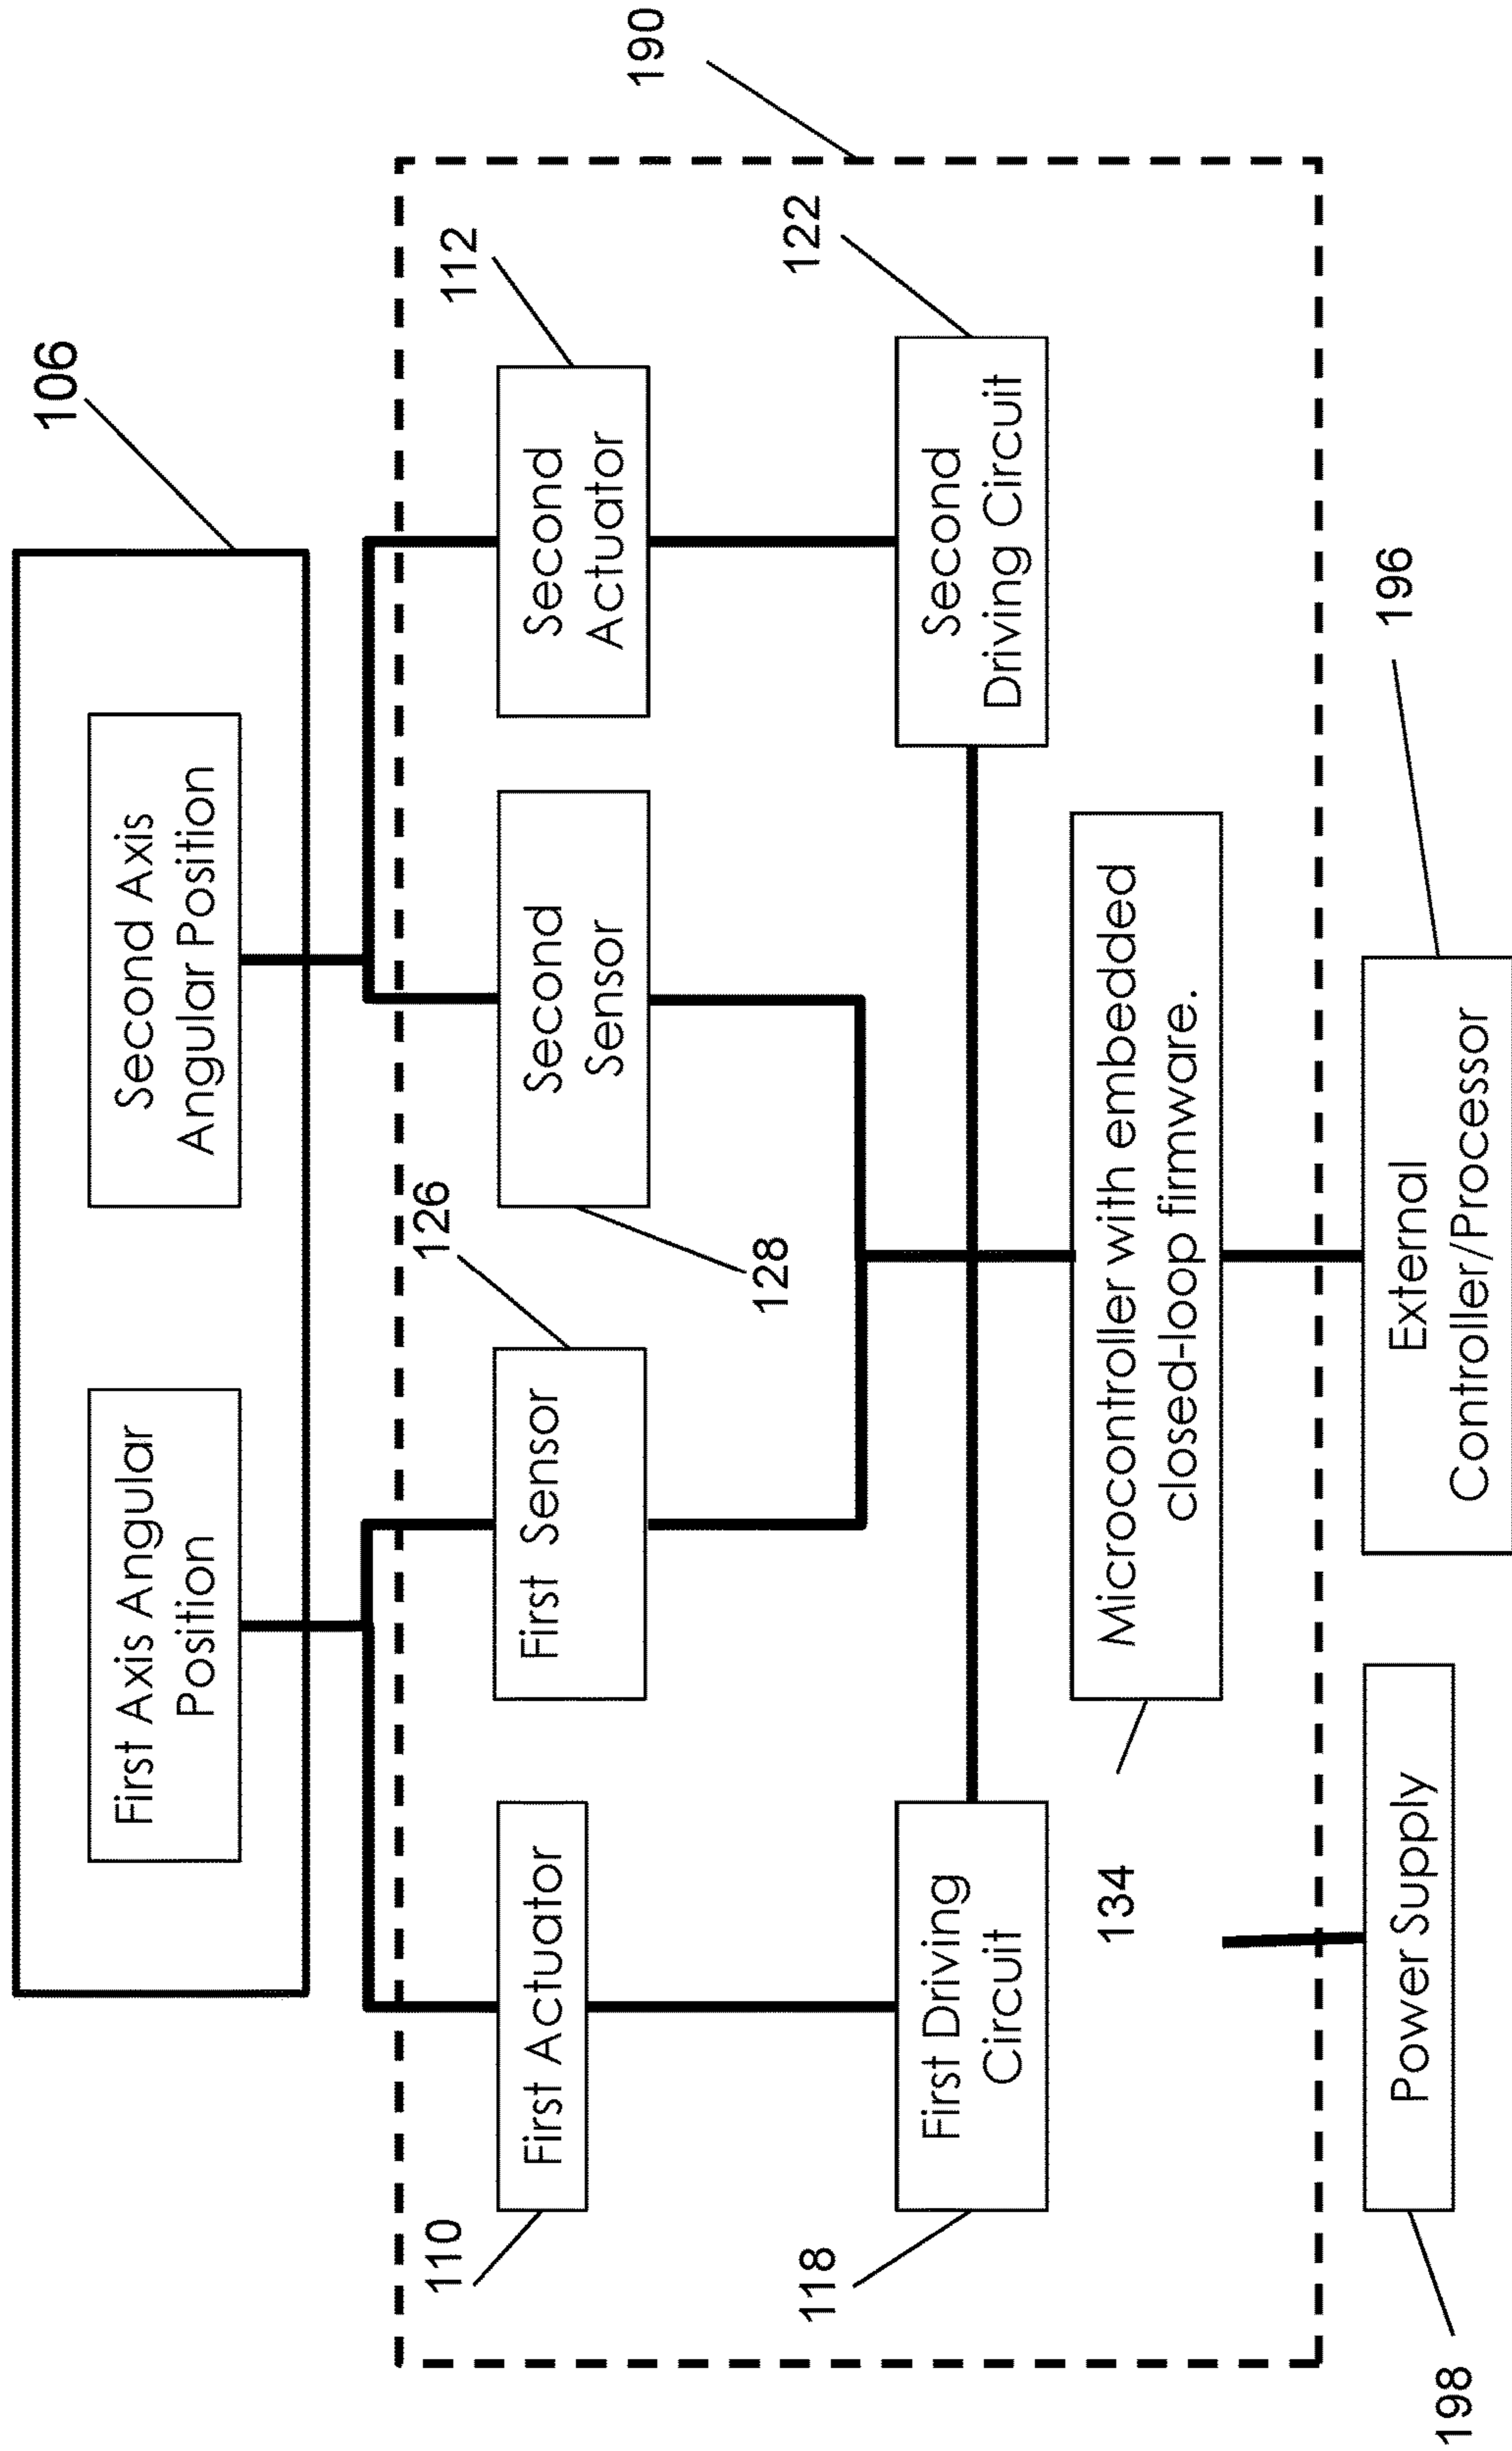 106
First Axis Angular
Position
Second Axis
Angular Position
190
110
First Actuator
126
First Sensor
Second
Sensor
128
112
Second
Actuator
118
First Driving
Circuit
122
Second
Driving Circuit
134
Microcontroller with embedded
closed-loop firmware.
198
Power Supply
External
Controller/Processor
196